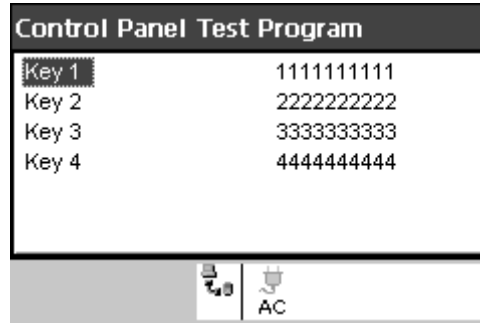 Control Panel Test Program
Key 1 1111111111
Key 2 2222222222
Key 3 3333333333
Key 4 4444444444
AC